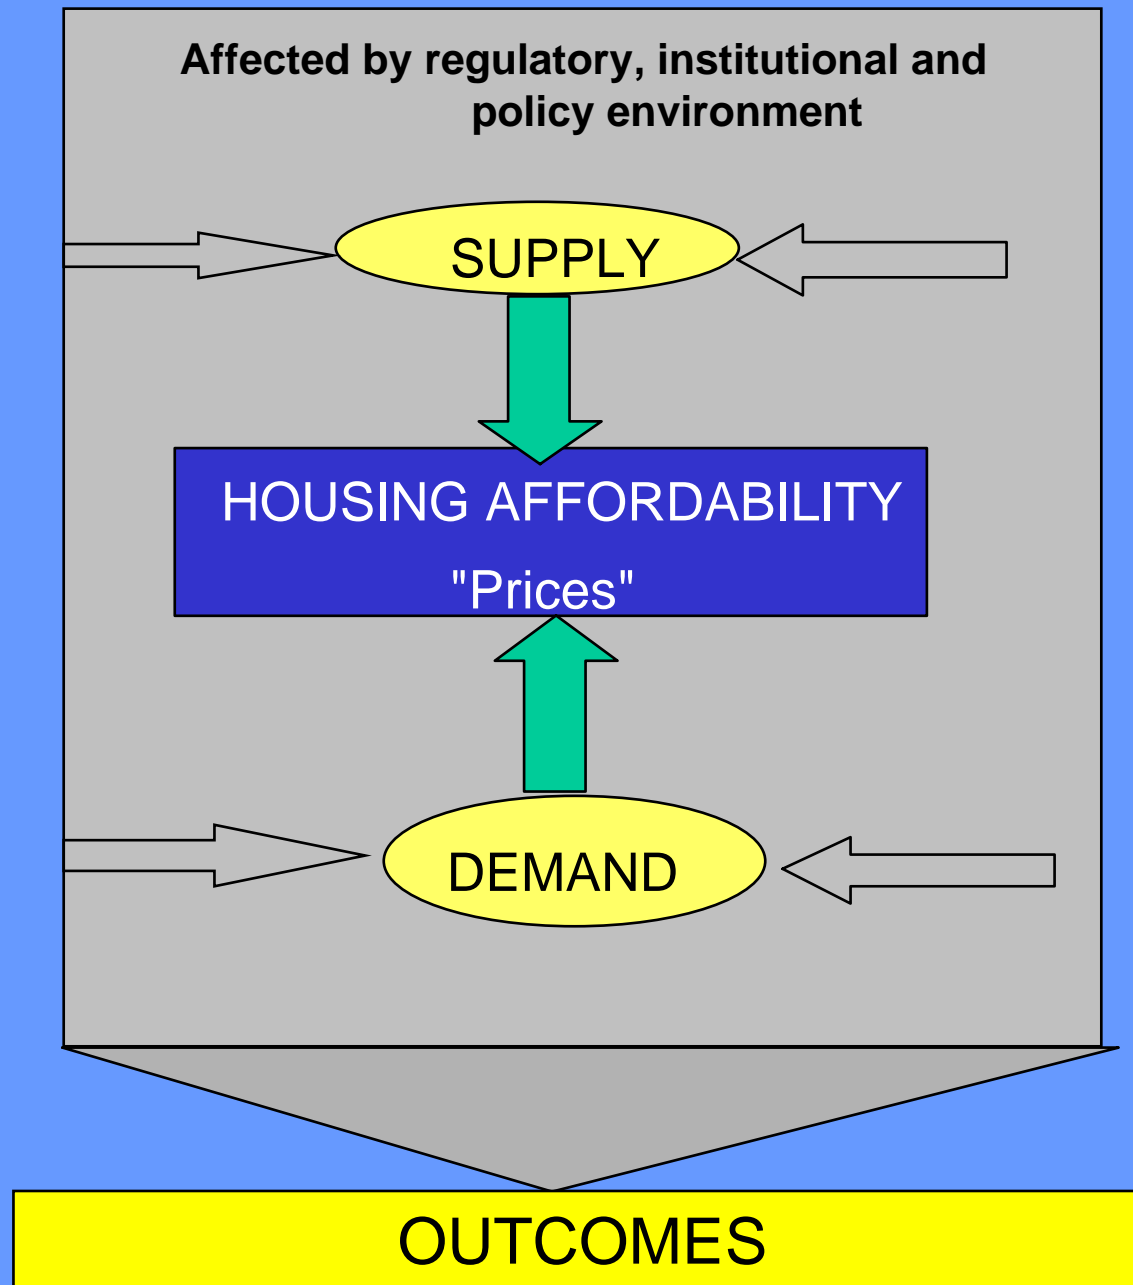 Affected by regulatory, institutional and
policy environment
SUPPLY
HOUSING AFFORDABILITY
"Prices"
DEMAND
OUTCOMES